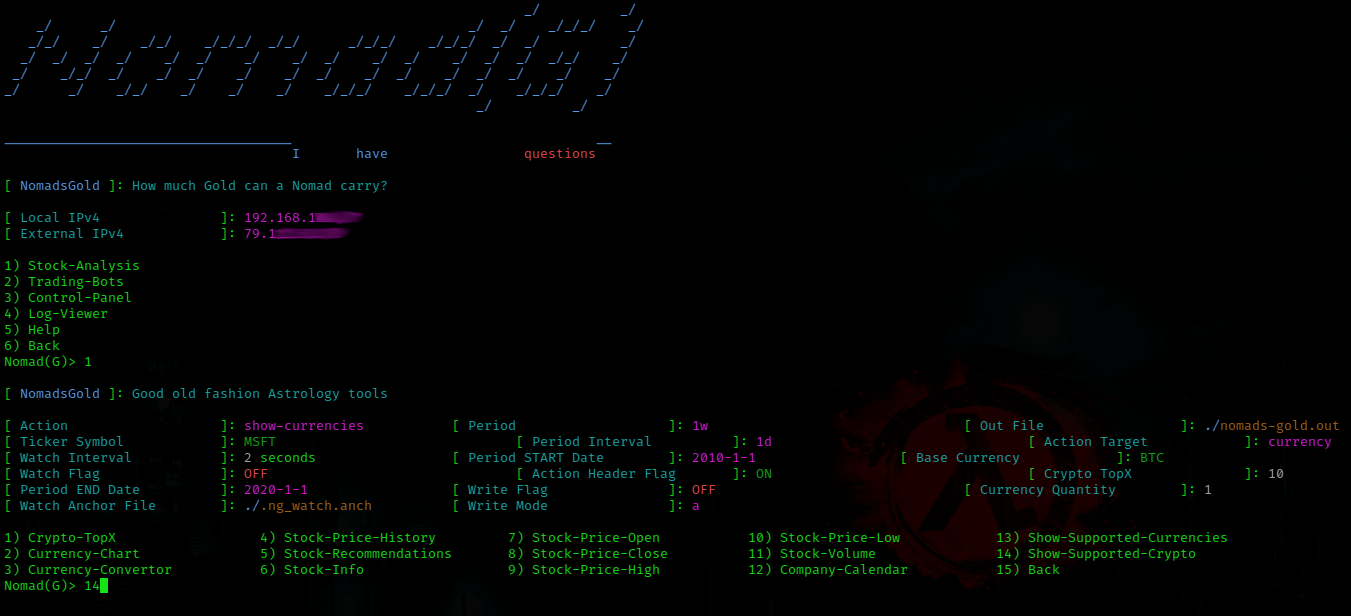 Nomad(G)
I have questions
[ NomadsGold ]: How much Gold can a Nomad carry?
[ Local IPv4 ]: 192.168.1
[ External IPv4 ]: 79.1
1) Stock-Analysis
2) Trading-Bots
3) Control-Panel
4) Log-Viewer
5) Help
6) Back
Nomad(G)> 1
[ NomadsGold ]: Good old fashion Astrology tools
[ Action ]: show-currencies [ Period ]: 1w [ Out File ]: ./nomads-gold.out
[ Ticker Symbol ]: MSFT [ Period Interval ]: 1d [ Action Target ]: currency
[ Watch Interval ]: 2 seconds [ Period START Date ]: 2010-1-1 [ Base Currency ]: BTC
[ Watch Flag ]: OFF [ Action Header Flag ]: ON [ Crypto TopX ]: 10
[ Period END Date ]: 2020-1-1 [ Write Flag ]: OFF [ Currency Quantity ]: 1
[ Watch Anchor File ]: ./.ng_watch.anch [ Write Mode ]: a
1) Crypto-TopX 4) Stock-Price-History 7) Stock-Price-Open 10) Stock-Price-Low 13) Show-Supported-Currencies
2) Currency-Chart 5) Stock-Recommendations 8) Stock-Price-Close 11) Stock-Volume 14) Show-Supported-Crypto
3) Currency-Convertor 6) Stock-Info 9) Stock-Price-High 12) Company-Calendar 15) Back
Nomad(G)> 14